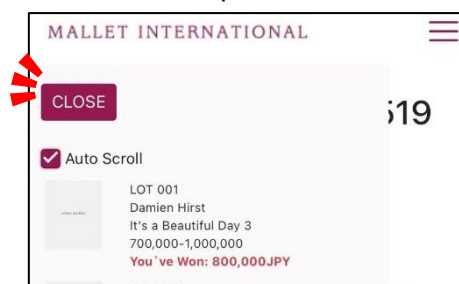 MALLET INTERNATIONAL
CLOSE
519
Auto Scroll
LOT 001
Damien Hirst
It's a Beautiful Day 3
700,000-1,000,000
You`ve Won: 800,000JPY